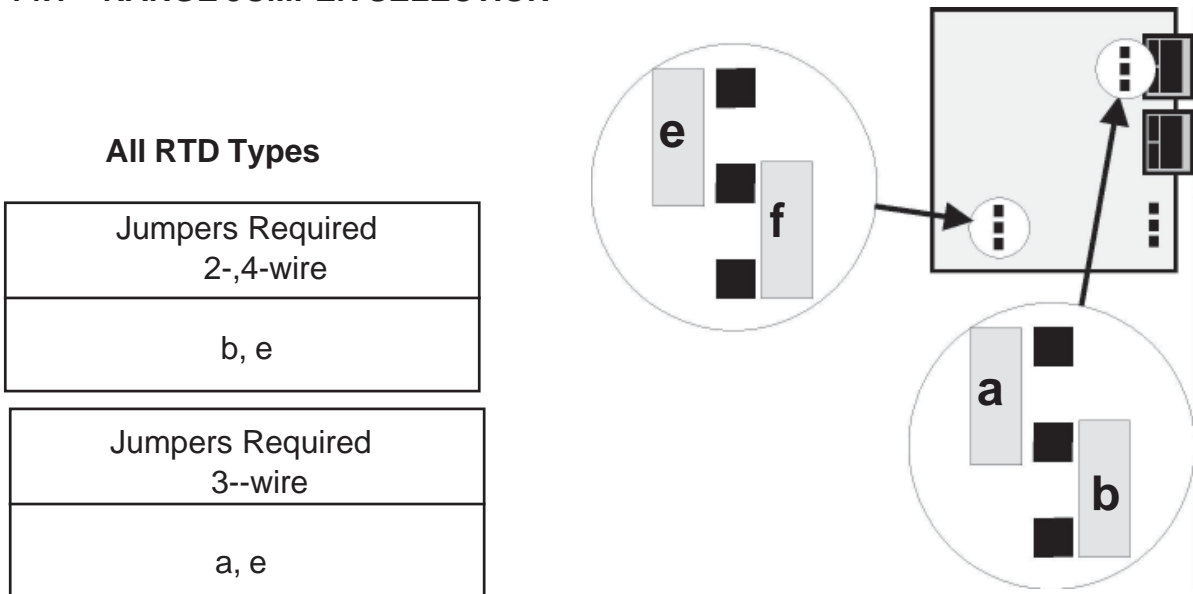 All RTD Types
Jumpers Required
2-,4-wire
b, e
Jumpers Required
3--wire
a, e
e
f
a
b